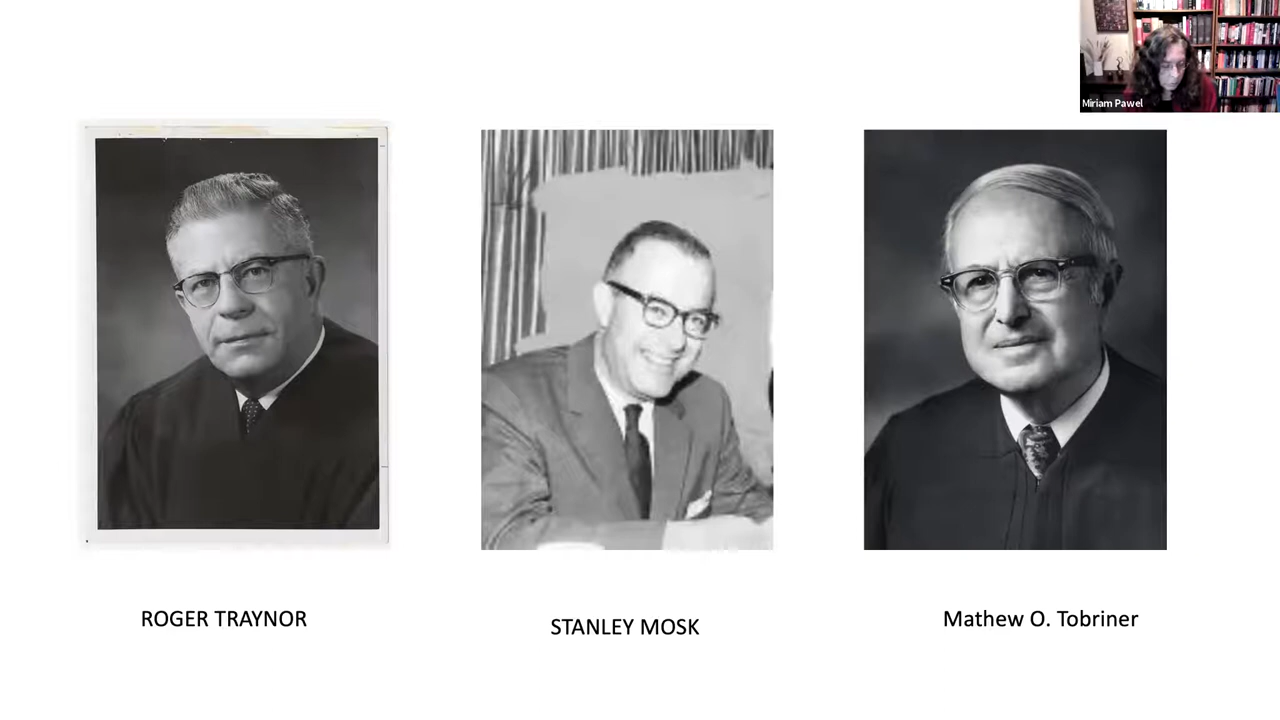 Miriam Pawel
ROGER TRAYNOR
STANLEY MOSK
Mathew O. Tobriner